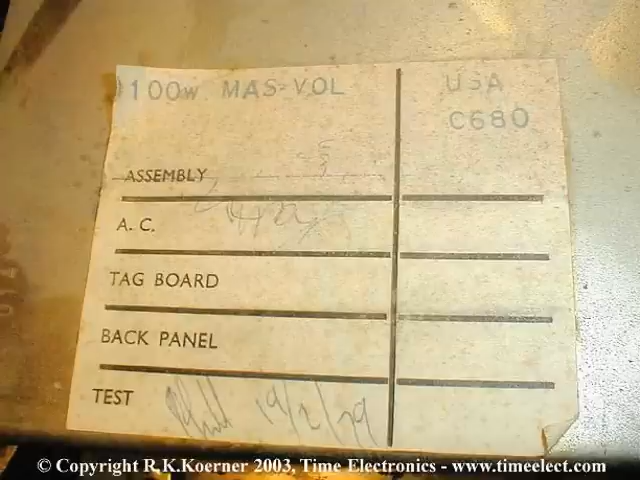 100w MAS-VOL USA
C680
ASSEMBLY
A. C.
TAG BOARD
BACK PANEL
TEST 19/2/79
© Copyright R.K.Koerner 2003, Time Electronics - www.timeelect.com